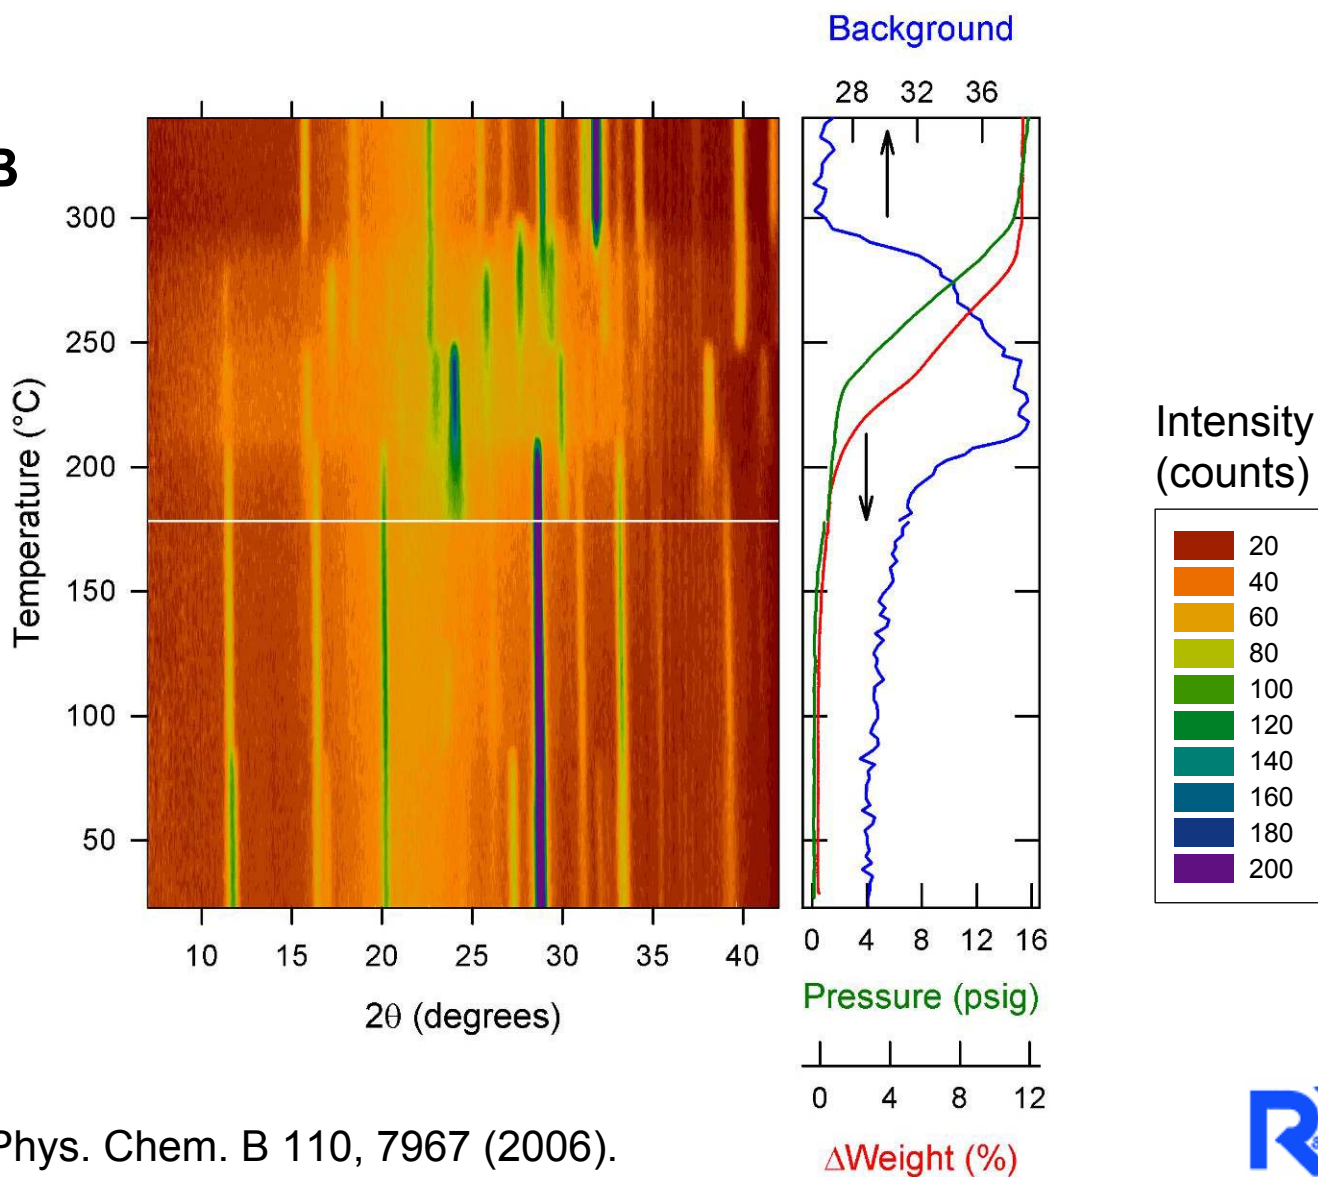 Background
28 32 36
B
300
250
200
150
100
50
Temperature (°C)
10 15 20 25 30 35 40
2θ (degrees)
0 4 8 12 16
Pressure (psig)
0 4 8 12
ΔWeight (%)
Intensity
(counts)
20
40
60
80
100
120
140
160
180
200
Phys. Chem. B 110, 7967 (2006).
R